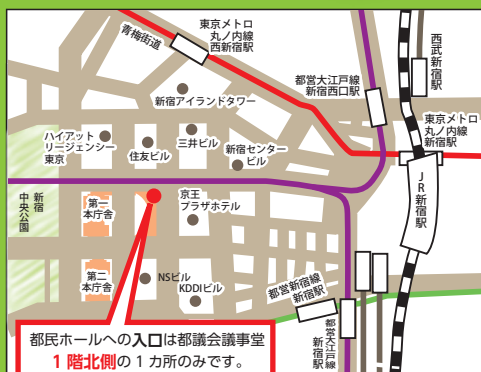 青梅街道
東京メトロ
丸ノ内線
西新宿駅
西武新宿駅
都営大江戸線
新宿西口駅
新宿アイランドタワー
東京メトロ
丸ノ内線
新宿駅
ハイアット
リージェンシー
東京
住友ビル
三井ビル
新宿センター
ビル
JR新宿駅
新宿
中央公園
第一
本庁舎
京王
プラザホテル
第二
本庁舎
NSビル
KDDIビル
都営新宿線
新宿駅
都営大江戸線
新宿駅
都民ホールへの入口は都議会議事堂
1階北側の1カ所のみです。